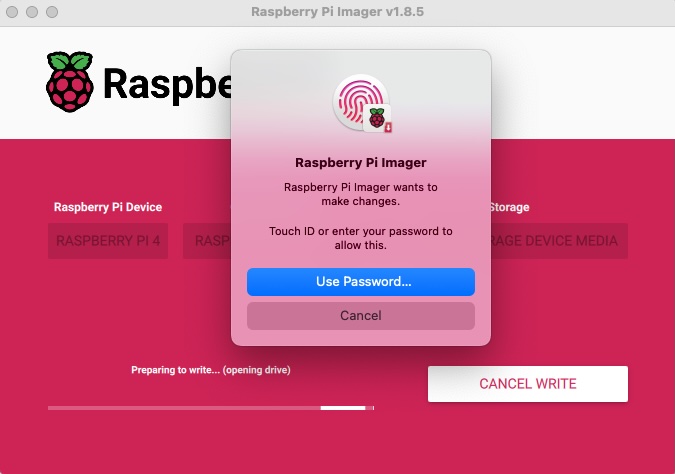 Raspberry Pi Imager v1.8.5
Raspbe
Raspberry Pi Imager
Raspberry Pi Imager wants to
make changes.
Touch ID or enter your password to
allow this.
Use Password...
Cancel
Raspberry Pi Device
Storage
RASPBERRY PI 4
RASP
RAGE DEVICE MEDIA
Preparing to write... (opening drive)
CANCEL WRITE